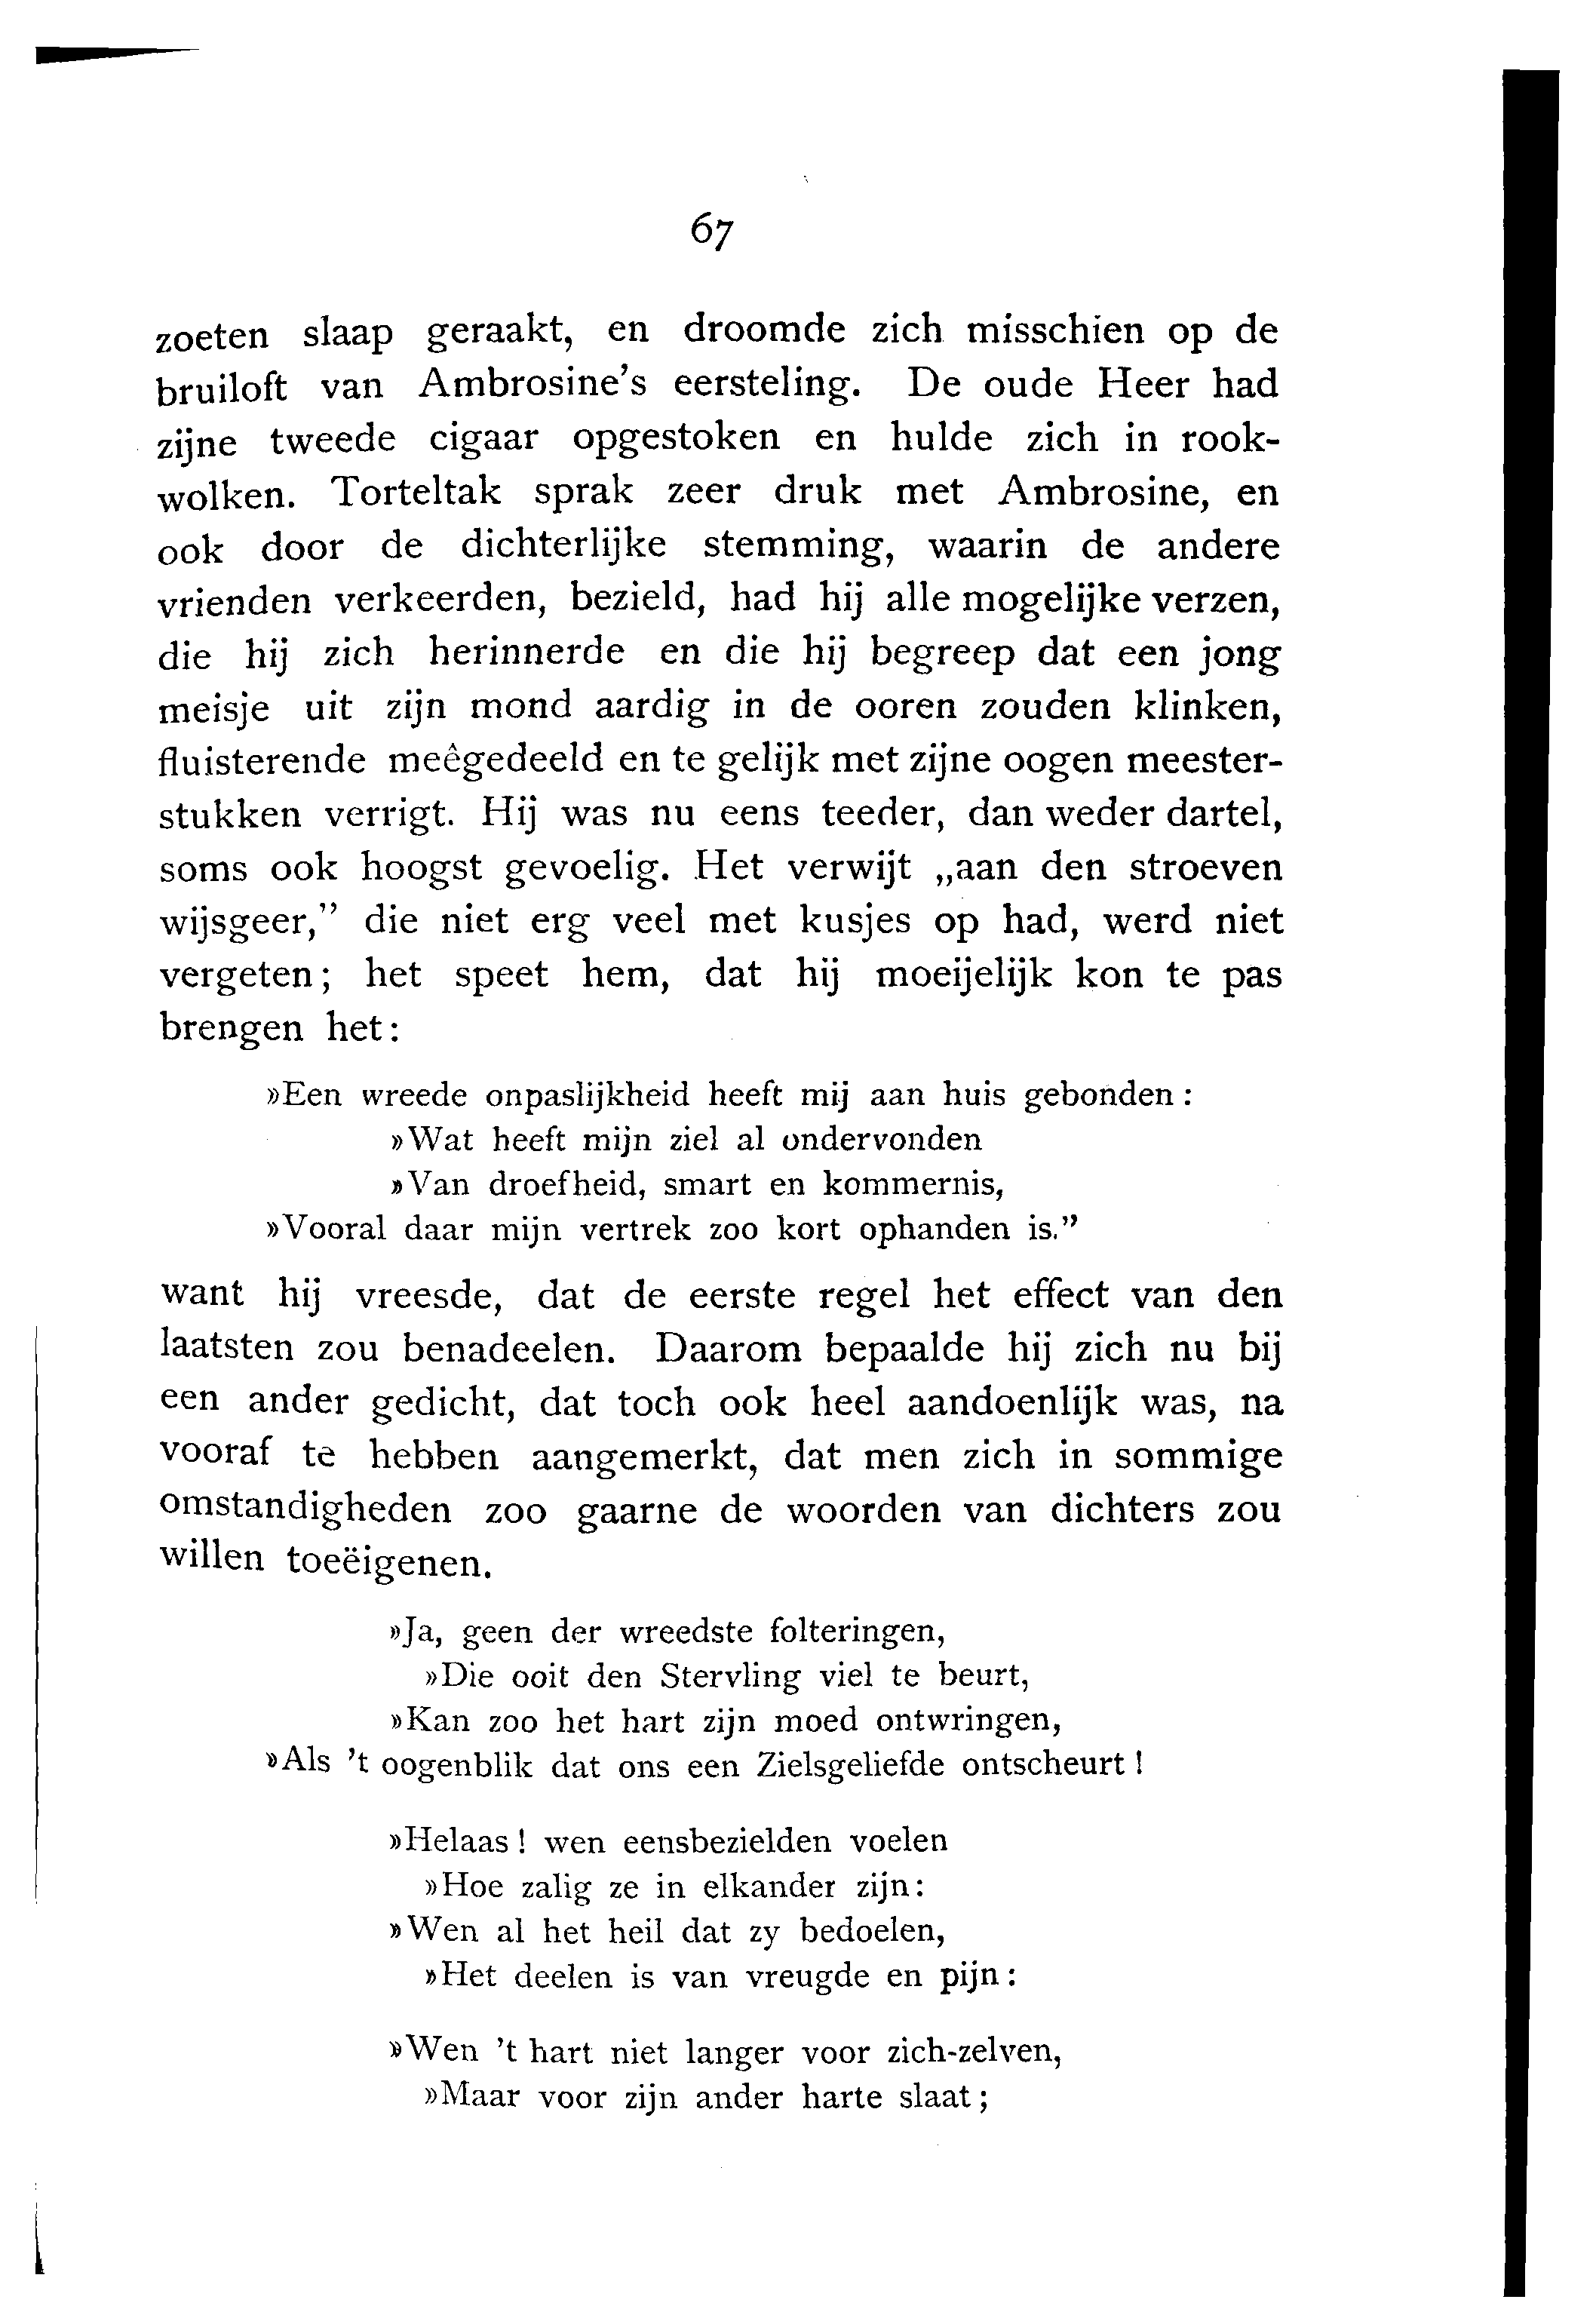 67
zoeten slaap geraakt, en droomde zich misschien op de
bruiloft van Ambrosine's eersteling. De oude Heer had
zijne tweede cigaar opgestoken en hulde zich in rook-
wolken. Torteltak sprak zeer druk met Ambrosine, en
ook door de dichterlijke stemming, waarin de andere
vrienden verkeerden, bezield, had hij alle mogelijke verzen,
die hij zich herinnerde en die hij begreep dat een jong
meisje uit zijn mond aardig in de ooren zouden klinken,
fluisterende meêgedeeld en te gelijk met zijne oogen meester-
stukken verrigt. Hij was nu eens teeder, dan weder dartel,
soms ook hoogst gevoelig. Het verwijt „aan den stroeven
wijsgeer,” die niet erg veel met kusjes op had, werd niet
vergeten; het speet hem, dat hij moeijelijk kon te pas
brengen het:
»Een wreede onpaslijkheid heeft mij aan huis gebonden:
»Wat heeft mijn ziel al ondervonden
»Van droefheid, smart en kommernis,
»Vooral daar mijn vertrek zoo kort ophanden is.”
want hij vreesde, dat de eerste regel het effect van den
laatsten zou benadeelen. Daarom bepaalde hij zich nu bij
een ander gedicht, dat toch ook heel aandoenlijk was, na
vooraf te hebben aangemerkt, dat men zich in sommige
omstandigheden zoo gaarne de woorden van dichters zou
willen toeëigenen.
»Ja, geen der wreedste folteringen,
»Die ooit den Stervling viel te beurt,
»Kan zoo het hart zijn moed ontwringen,
»Als 't oogenblik dat ons een Zielsgeliefde ontscheurt!
»Helaas! wen eensbezielden voelen
»Hoe zalig ze in elkander zijn:
»Wen al het heil dat zy bedoelen,
»Het deelen is van vreugde en pijn:
»Wen 't hart niet langer voor zich-zelven,
»Maar voor zijn ander harte slaat;